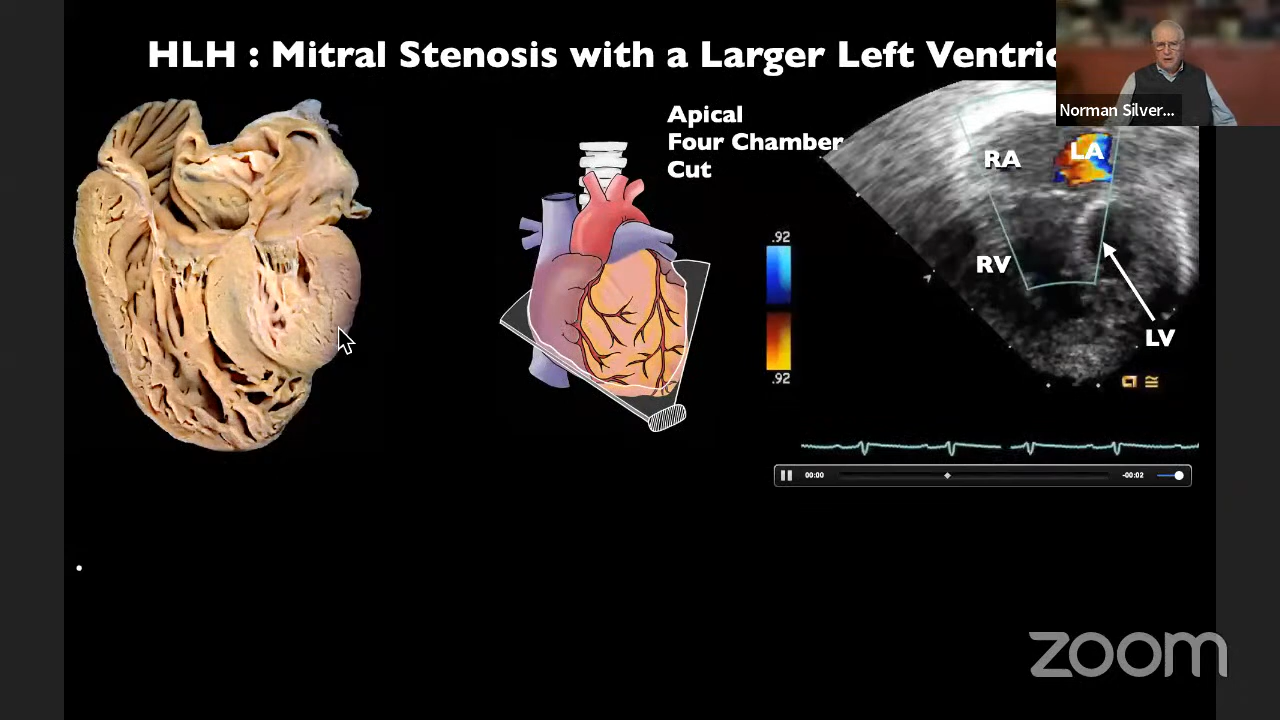 HLH : Mitral Stenosis with a Larger Left Ventric
Norman Silver...
Apical
Four Chamber
Cut
RA
LA
.92
RV
LV
.92
00:00
-00:02
zoom